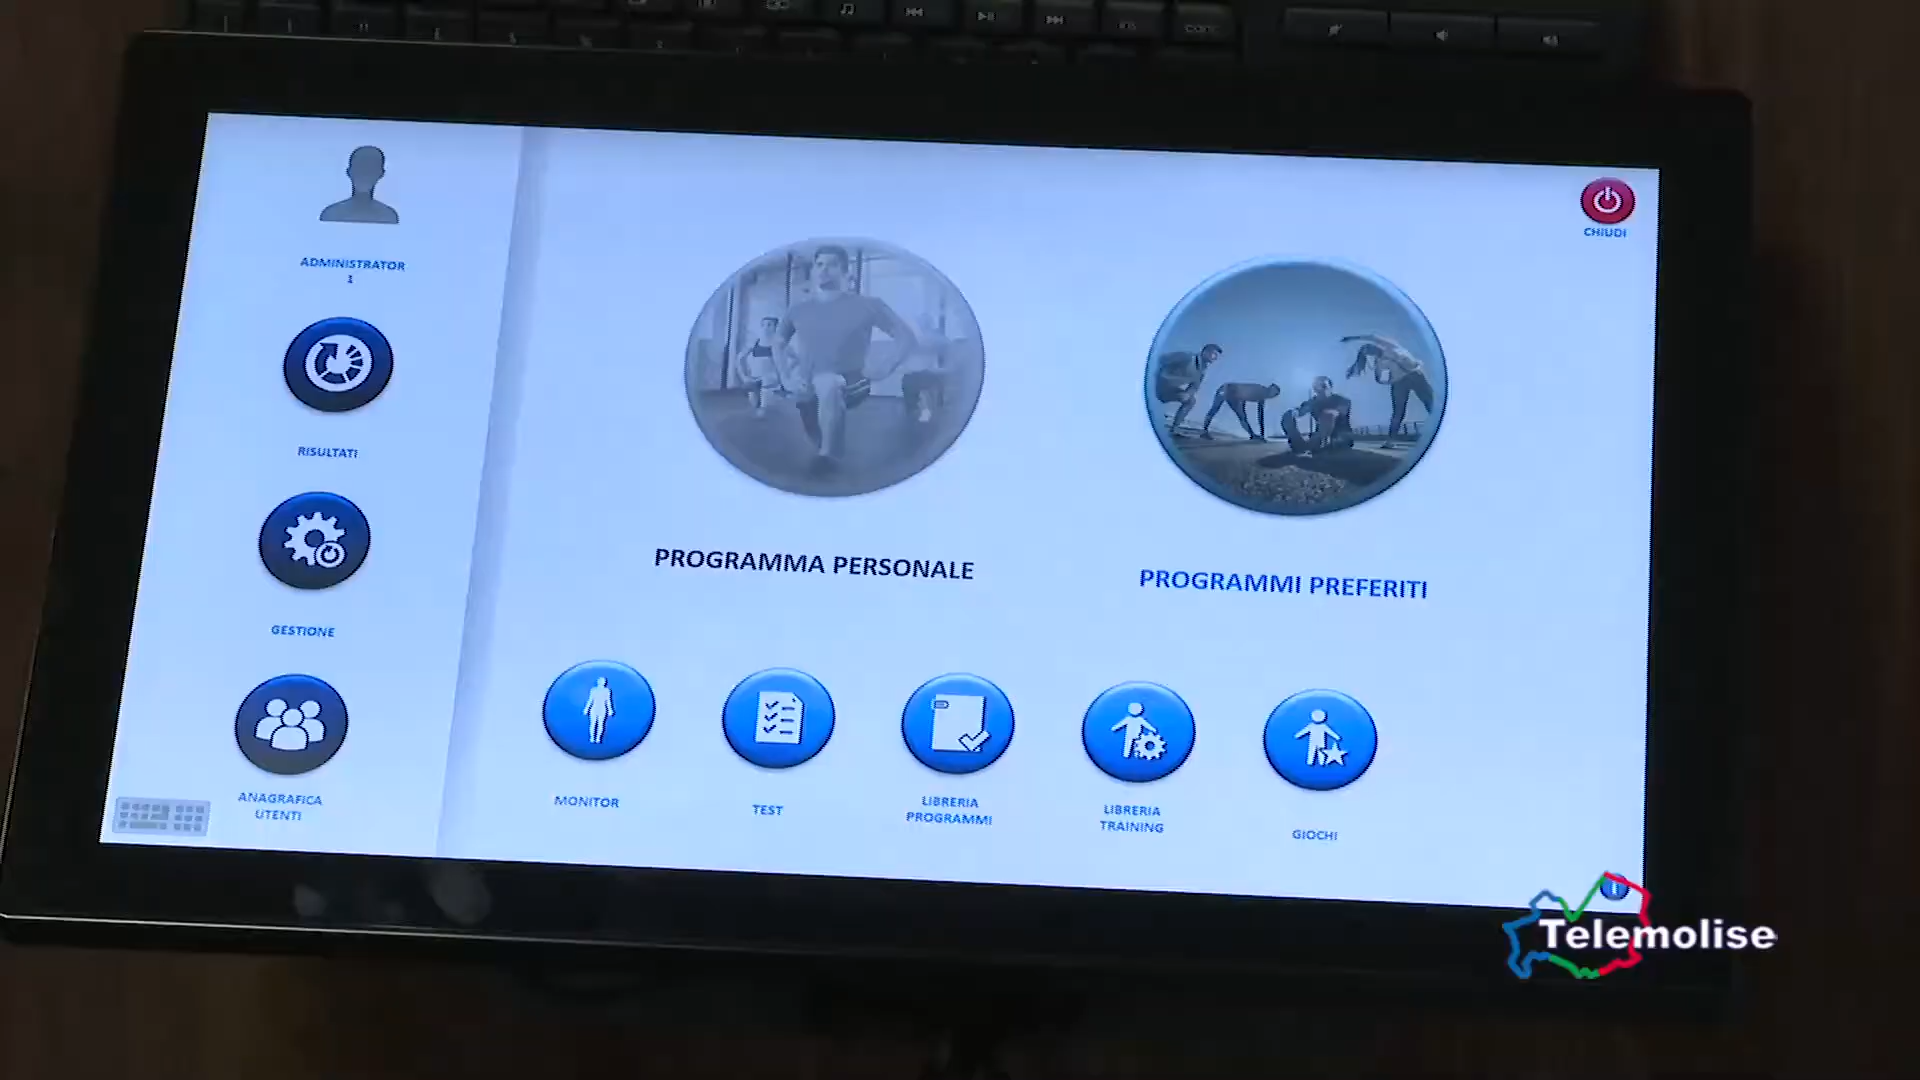 CHIUDI
ADMINISTRATOR
1
RISULTATI
GESTIONE
ANAGRAFICA
UTENTI
PROGRAMMA PERSONALE
PROGRAMMI PREFERITI
MONITOR
TEST
LIBRERIA
PROGRAMMI
LIBRERIA
TRAINING
GIOCHI
Telemolise